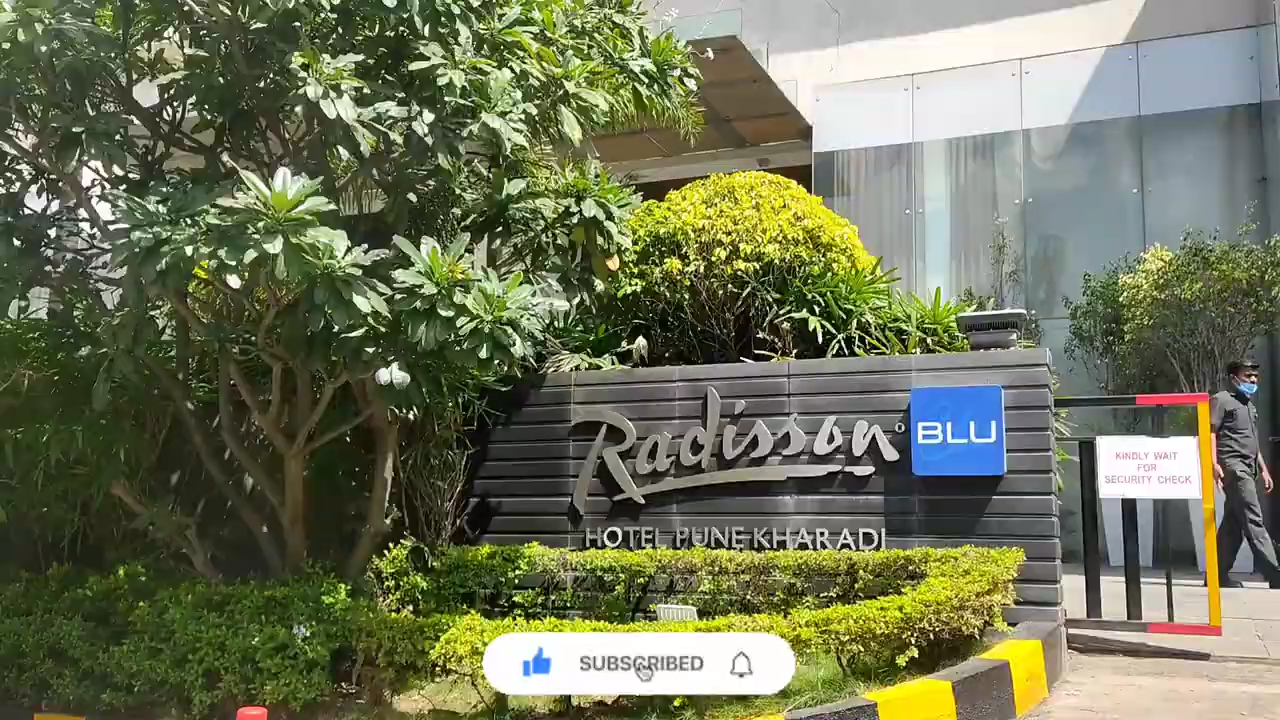 Radisson BLU
HOTEL PUNE KHARADI
KINDLY WAIT
FOR
SECURITY CHECK
SUBSCRIBED